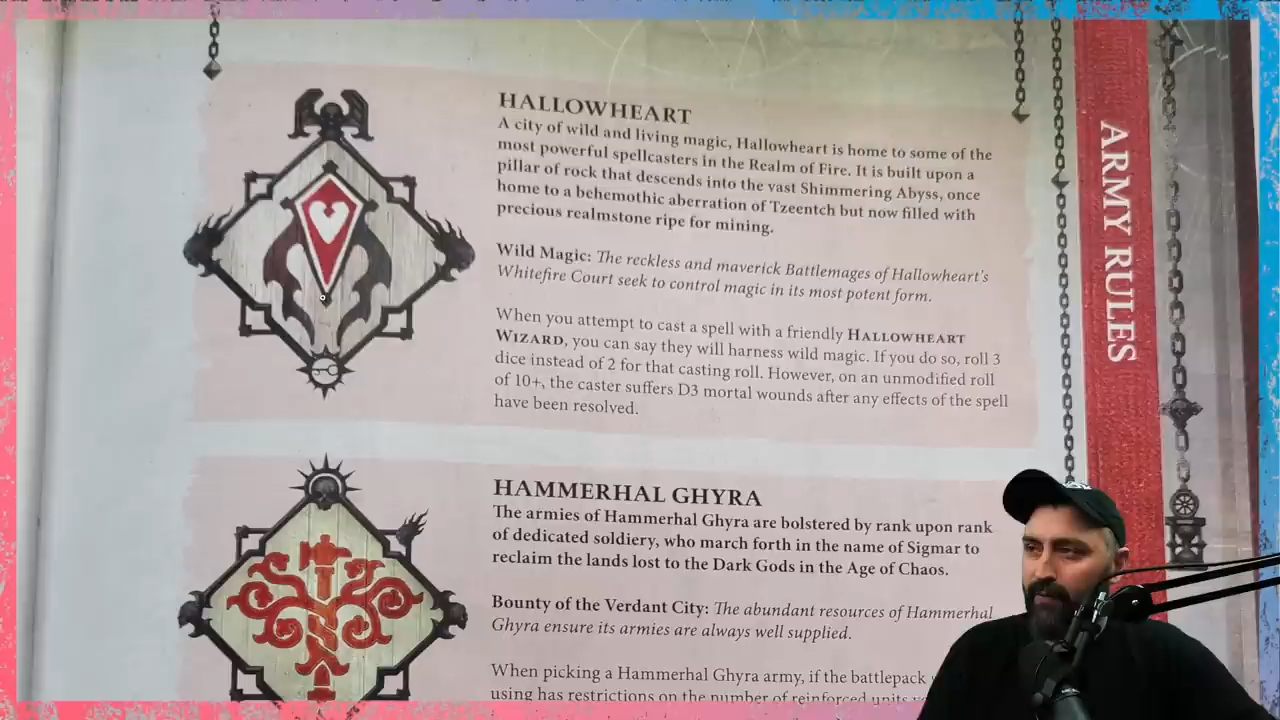 HALLOWHEART
A city of wild and living magic, Hallowheart is home to some of the
most powerful spellcasters in the Realm of Fire. It is built upon a
pillar of rock that descends into the vast Shimmering Abyss, once
home to a behemothic aberration of Tzeentch but now filled with
precious realmstone ripe for mining.
Wild Magic: The reckless and maverick Battlemages of Hallowheart's
Whitefire Court seek to control magic in its most potent form.
When you attempt to cast a spell with a friendly HALLOWHEART
WIZARD, you can say they will harness wild magic. If you do so, roll 3
dice instead of 2 for that casting roll. However, on an unmodified roll
of 10+, the caster suffers D3 mortal wounds after any effects of the spell
have been resolved.
HAMMERHAL GHYRA
The armies of Hammerhal Ghyra are bolstered by rank upon rank
of dedicated soldiery, who march forth in the name of Sigmar to
reclaim the lands lost to the Dark Gods in the Age of Chaos.
Bounty of the Verdant City: The abundant resources of Hammerhal
Ghyra ensure its armies are always well supplied.
When picking a Hammerhal Ghyra army, if the battlepack
using has restrictions on the number of reinforced units
ARMY RULES